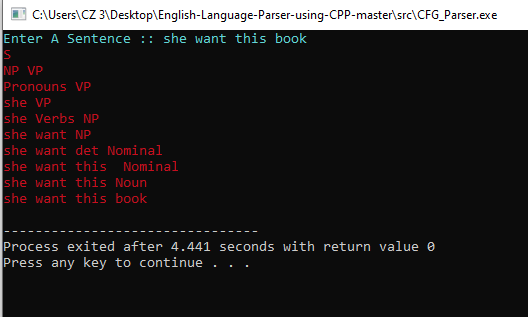 C:\Users\CZ 3\Desktop\English-Language-Parser-using-CPP-master\src\CFG_Parser.exe
Enter A Sentence :: she want this book
S
NP VP
Pronouns VP
she VP
she Verbs NP
she want NP
she want det Nominal
she want this  Nominal
she want this Noun
she want this book
--------------------------------
Process exited after 4.441 seconds with return value 0
Press any key to continue . . .